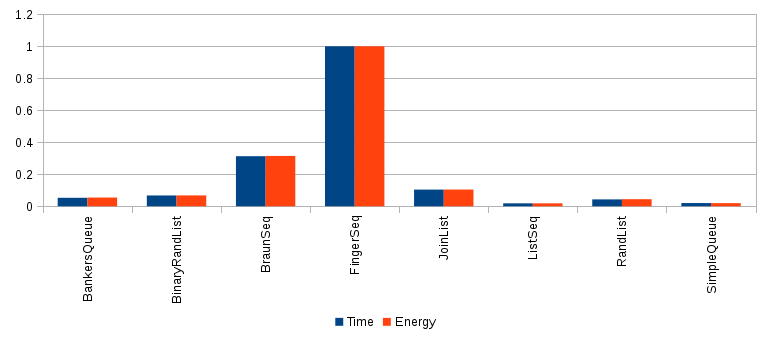 1.2
1
0.8
0.6
0.4
0.2
0
BankersQueue
BinaryRandList
BraunSeq
FingerSeq
JoinList
ListSeq
RandList
SimpleQueue
Time Energy